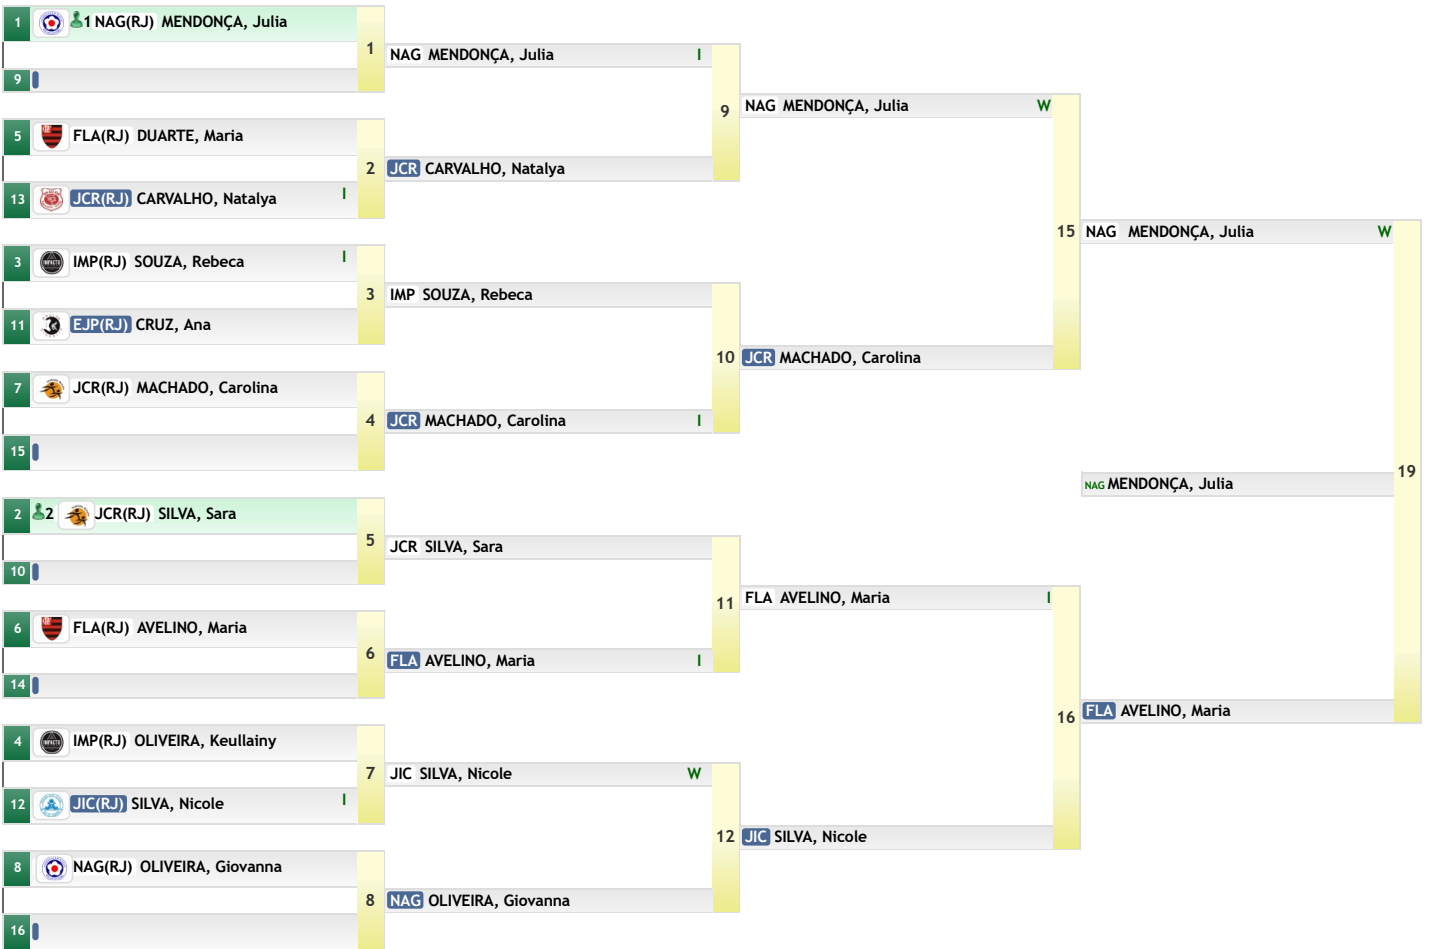 1 1 NAG(RJ) MENDONÇA, Julia
9
1
5 FLA(RJ) DUARTE, Maria
13 JCR(RJ) CARVALHO, Natalya I
2
3 IMP(RJ) SOUZA, Rebeca I
11 EJP(RJ) CRUZ, Ana
3
7 JCR(RJ) MACHADO, Carolina
15
4
2 2 JCR(RJ) SILVA, Sara
10
5
6 FLA(RJ) AVELINO, Maria
14
6
4 IMP(RJ) OLIVEIRA, Keullainy
12 JIC(RJ) SILVA, Nicole I
7
8 NAG(RJ) OLIVEIRA, Giovanna
16
8
NAG MENDONÇA, Julia I
JCR CARVALHO, Natalya
9
IMP SOUZA, Rebeca
JCR MACHADO, Carolina I
10
JCR SILVA, Sara
FLA AVELINO, Maria I
11
JIC SILVA, Nicole W
NAG OLIVEIRA, Giovanna
12
NAG MENDONÇA, Julia W
JCR MACHADO, Carolina
15
FLA AVELINO, Maria I
JIC SILVA, Nicole
16
NAG MENDONÇA, Julia W
FLA AVELINO, Maria
19
NAG MENDONÇA, Julia